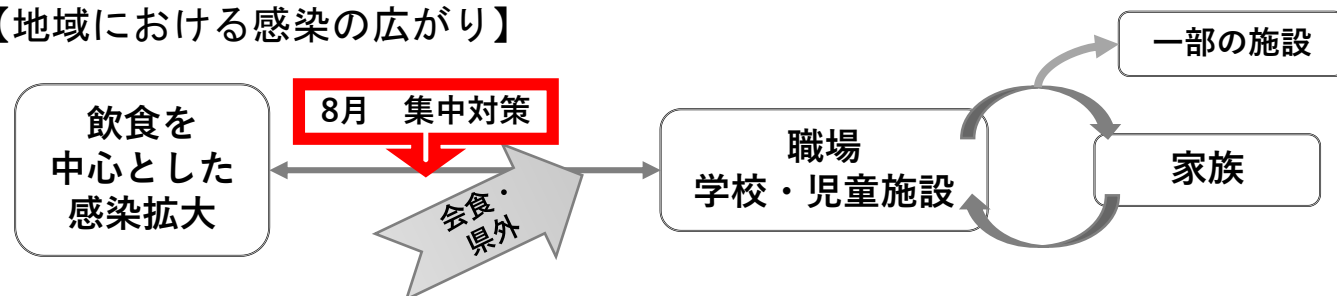 【地域における感染の広がり】
一部の施設
8月　集中対策
飲食を
中心とした
感染拡大
職場
学校・児童施設
家族
会食・
県外